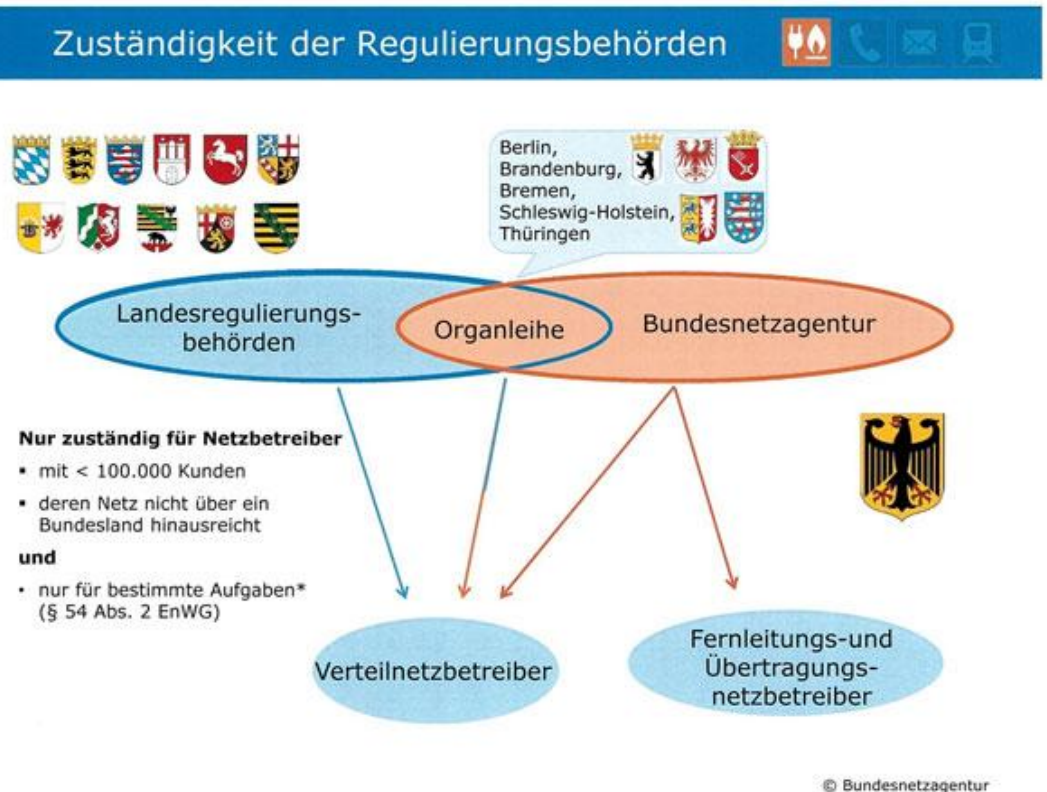 Zuständigkeit der Regulierungsbehörden
Berlin,
Brandenburg,
Bremen,
Schleswig-Holstein,
Thüringen
Landesregulierungs-
behörden
Organleihe
Bundesnetzagentur
Nur zuständig für Netzbetreiber
▪ mit < 100.000 Kunden
▪ deren Netz nicht über ein
Bundesland hinausreicht
und
• nur für bestimmte Aufgaben*
(§ 54 Abs. 2 EnWG)
Verteilnetzbetreiber
Fernleitungs-und
Übertragungs-
netzbetreiber
© Bundesnetzagentur